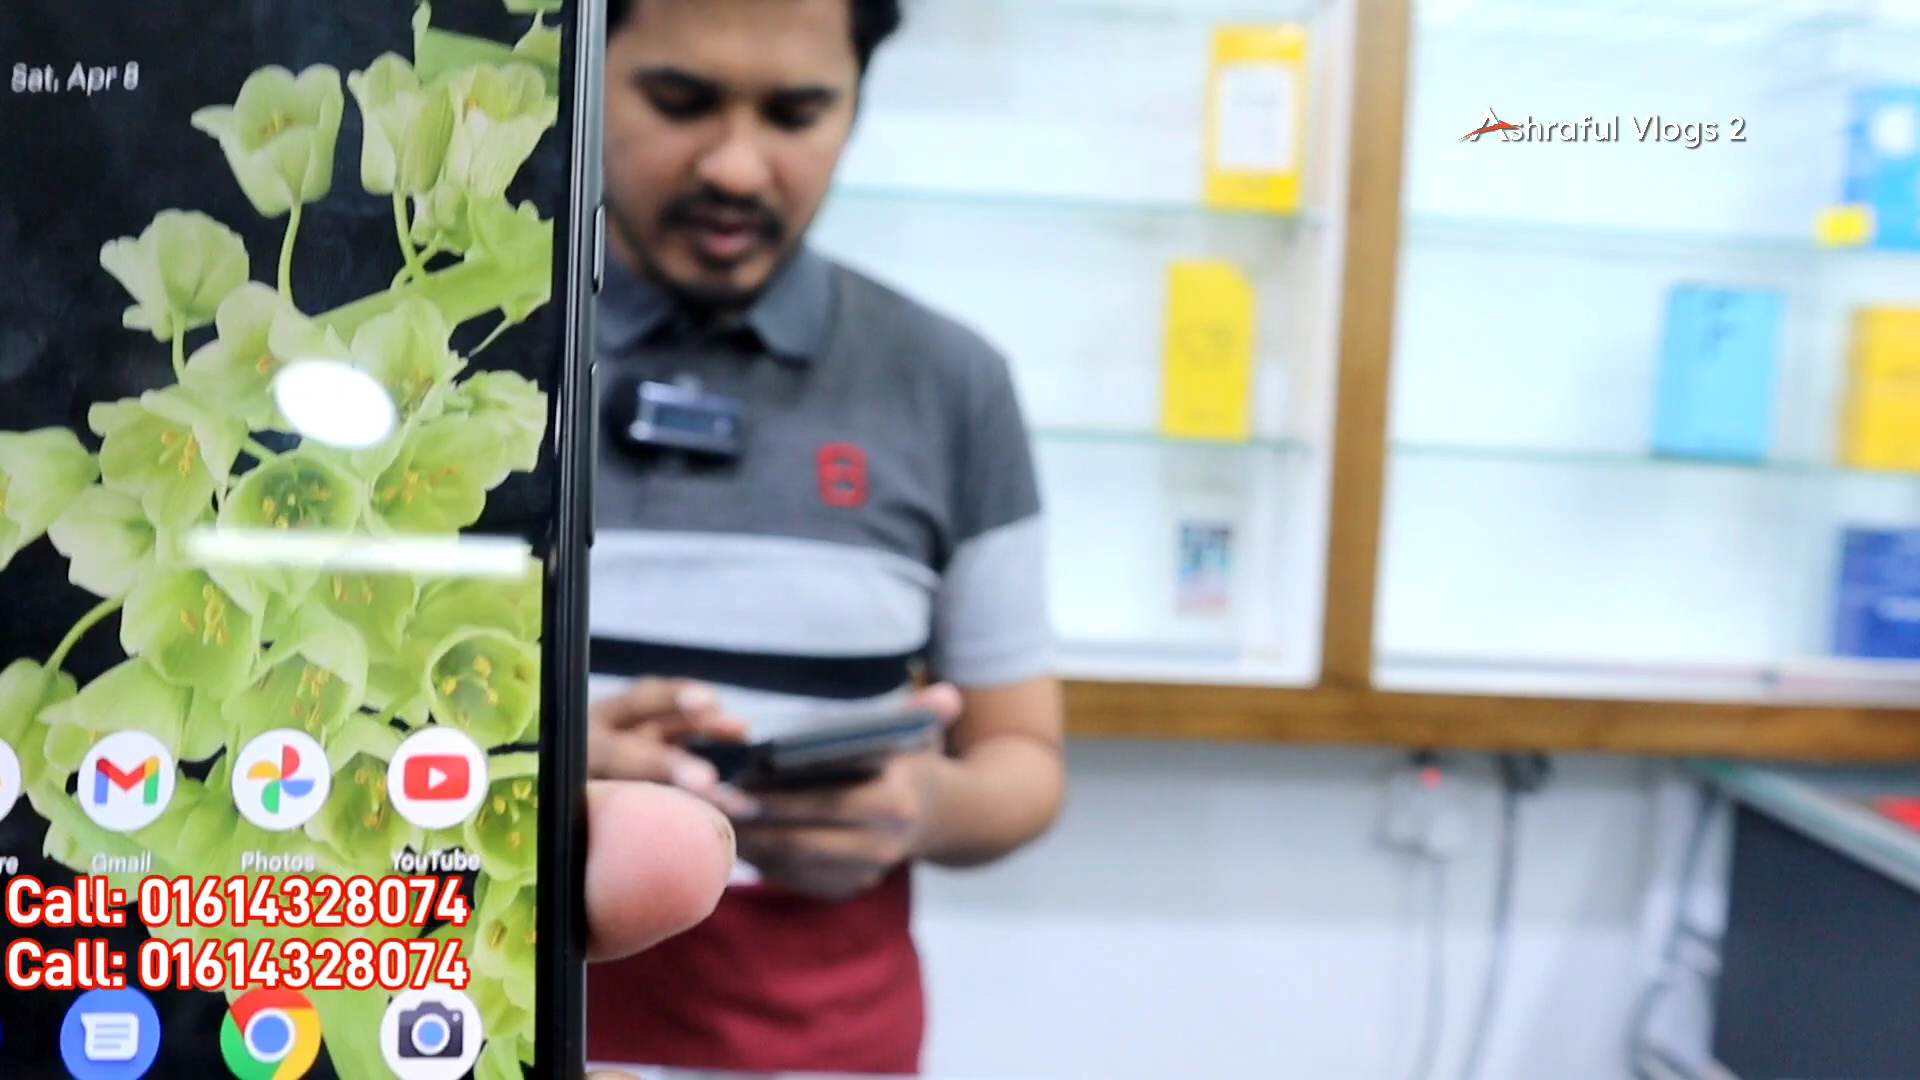 Sat, Apr 8
Ashraful Vlogs 2
Gmail
Photos
YouTube
Call: 01614328074
Call: 01614328074